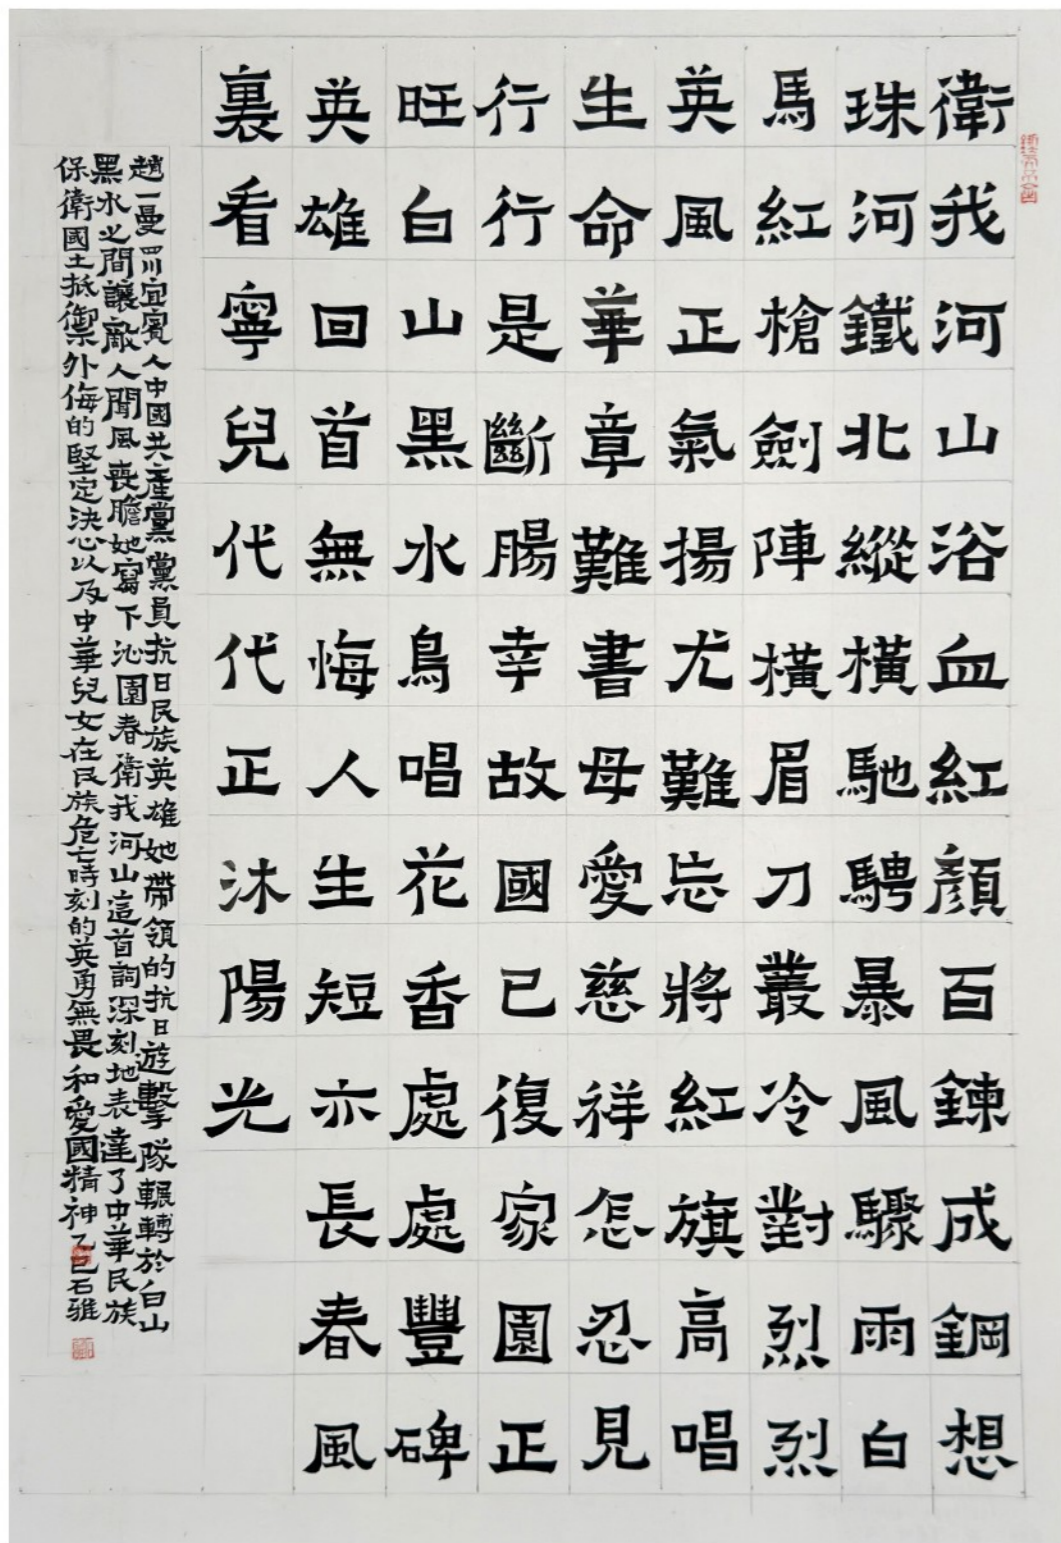 衛我河山浴血紅顏百鍊成鋼想
珠河鐵北縱橫馳騁暴風驟雨白
馬紅槍劍陣橫眉刀叢冷對烈烈
英風正氣揚尤難忘將紅旗高唱
生命華章難書母愛慈祥怎忍見
行行是斷腸幸故國已復家園正
旺白山黑水鳥唱花香處處豐碑
英雄回首無悔人生短亦長春風
裏看寧兒代代正沐陽光
趙一曼四川宜賓人中國共產黨黨員抗日民族英雄她帶領的抗日遊擊隊輾轉於白山
黑水之間讓敵人聞風喪膽她寫下沁園春衛我河山這首詞深刻地表達了中華民族
保衛國土抵禦外侮的堅定決心以及中華兒女在民族危亡時刻的英勇無畏和愛國精神乙巳石雅